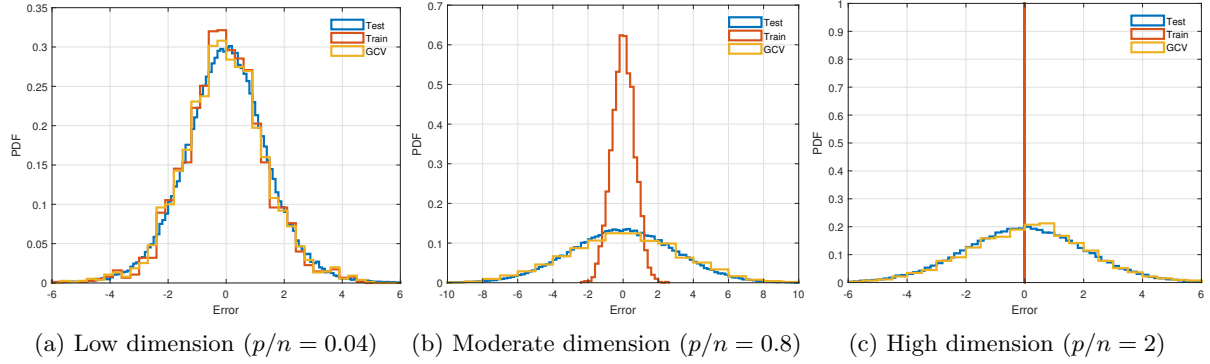 0.35
0.3
0.25
0.2
0.15
0.1
0.05
0
PDF
-6 -4 -2 0 2 4 6
Error
Test
Train
GCV
0.7
0.6
0.5
0.4
0.3
0.2
0.1
0
PDF
-10 -8 -6 -4 -2 0 2 4 6 8 10
Error
Test
Train
GCV
1
0.9
0.8
0.7
0.6
0.5
0.4
0.3
0.2
0.1
0
PDF
-6 -4 -2 0 2 4 6
Error
Test
Train
GCV
(a) Low dimension (p/n = 0.04)
(b) Moderate dimension (p/n = 0.8)
(c) High dimension (p/n = 2)